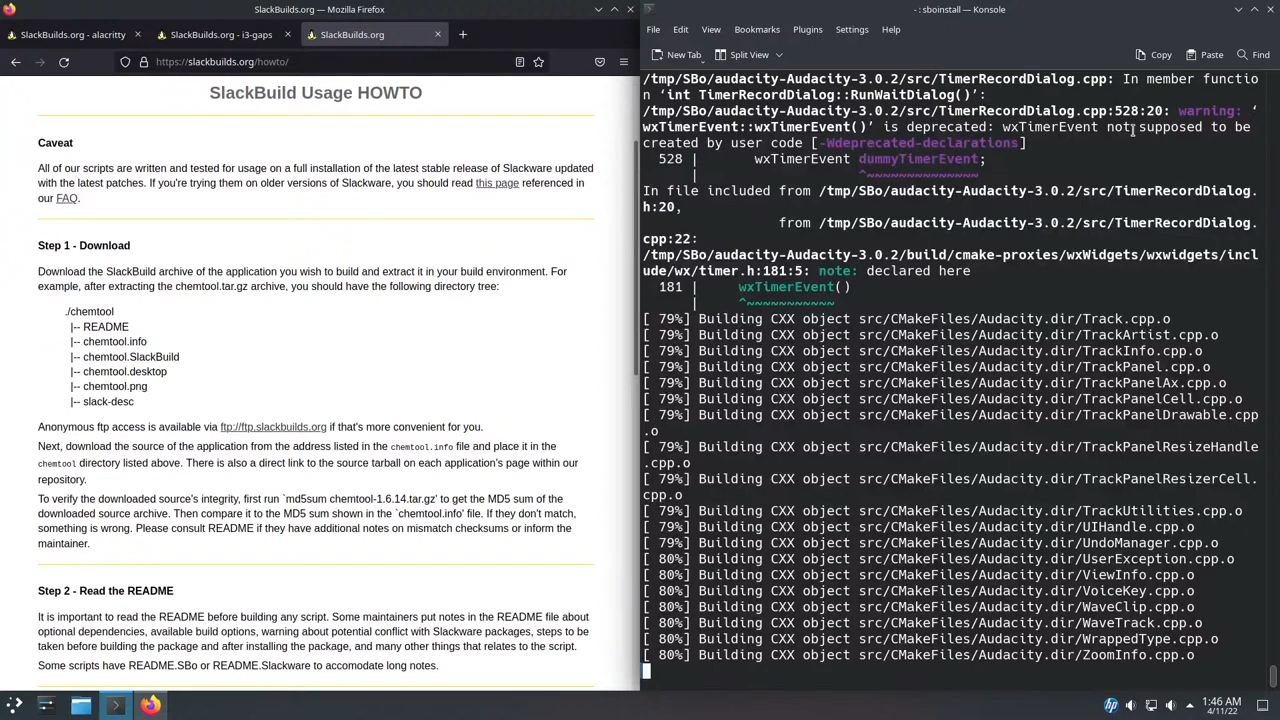 SlackBuilds.org — Mozilla Firefox
SlackBuilds.org - alacritty
SlackBuilds.org - i3-gaps
SlackBuilds.org
https://slackbuilds.org/howto/
SlackBuild Usage HOWTO
Caveat
All of our scripts are written and tested for usage on a full installation of the latest stable release of Slackware updated
with the latest patches. If you're trying them on older versions of Slackware, you should read this page referenced in
our FAQ.
Step 1 - Download
Download the SlackBuild archive of the application you wish to build and extract it in your build environment. For
example, after extracting the chemtool.tar.gz archive, you should have the following directory tree:
./chemtool
|-- README
|-- chemtool.info
|-- chemtool.SlackBuild
|-- chemtool.desktop
|-- chemtool.png
|-- slack-desc
Anonymous ftp access is available via ftp://ftp.slackbuilds.org if that's more convenient for you.
Next, download the source of the application from the address listed in the chemtool.info file and place it in the
chemtool directory listed above. There is also a direct link to the source tarball on each application's page within our
repository.
To verify the downloaded source's integrity, first run `md5sum chemtool-1.6.14.tar.gz' to get the MD5 sum of the
downloaded source archive. Then compare it to the MD5 sum shown in the `chemtool.info' file. If they don't match,
something is wrong. Please consult README if they have additional notes on mismatch checksums or inform the
maintainer.
Step 2 - Read the README
It is important to read the README before building any script. Some maintainers put notes in the README file about
optional dependencies, available build options, warning about potential conflict with Slackware packages, steps to be
taken before building the package and after installing the package, and many other things that relates to the script.
Some scripts have README.SBo or README.Slackware to accomodate long notes.
- : sboinstall — Konsole
File Edit View Bookmarks Plugins Settings Help
New Tab Split View Copy Paste Find
/tmp/SBo/audacity-Audacity-3.0.2/src/TimerRecordDialog.cpp: In member functio
n ‘int TimerRecordDialog::RunWaitDialog()’:
/tmp/SBo/audacity-Audacity-3.0.2/src/TimerRecordDialog.cpp:528:20: warning: ‘
wxTimerEvent::wxTimerEvent()’ is deprecated: wxTimerEvent not supposed to be
created by user code [-Wdeprecated-declarations]
528 | wxTimerEvent dummyTimerEvent;
| ^~~~~~~~~~~~~~~
In file included from /tmp/SBo/audacity-Audacity-3.0.2/src/TimerRecordDialog.
h:20,
from /tmp/SBo/audacity-Audacity-3.0.2/src/TimerRecordDialog.
cpp:22:
/tmp/SBo/audacity-Audacity-3.0.2/build/cmake-proxies/wxWidgets/wxwidgets/incl
ude/wx/timer.h:181:5: note: declared here
181 | wxTimerEvent()
| ^~~~~~~~~~~~
[ 79%] Building CXX object src/CMakeFiles/Audacity.dir/Track.cpp.o
[ 79%] Building CXX object src/CMakeFiles/Audacity.dir/TrackArtist.cpp.o
[ 79%] Building CXX object src/CMakeFiles/Audacity.dir/TrackInfo.cpp.o
[ 79%] Building CXX object src/CMakeFiles/Audacity.dir/TrackPanel.cpp.o
[ 79%] Building CXX object src/CMakeFiles/Audacity.dir/TrackPanelAx.cpp.o
[ 79%] Building CXX object src/CMakeFiles/Audacity.dir/TrackPanelCell.cpp.o
[ 79%] Building CXX object src/CMakeFiles/Audacity.dir/TrackPanelDrawable.cpp
.o
[ 79%] Building CXX object src/CMakeFiles/Audacity.dir/TrackPanelResizeHandle
.cpp.o
[ 79%] Building CXX object src/CMakeFiles/Audacity.dir/TrackPanelResizerCell.
cpp.o
[ 79%] Building CXX object src/CMakeFiles/Audacity.dir/TrackUtilities.cpp.o
[ 79%] Building CXX object src/CMakeFiles/Audacity.dir/UIHandle.cpp.o
[ 79%] Building CXX object src/CMakeFiles/Audacity.dir/UndoManager.cpp.o
[ 80%] Building CXX object src/CMakeFiles/Audacity.dir/UserException.cpp.o
[ 80%] Building CXX object src/CMakeFiles/Audacity.dir/ViewInfo.cpp.o
[ 80%] Building CXX object src/CMakeFiles/Audacity.dir/VoiceKey.cpp.o
[ 80%] Building CXX object src/CMakeFiles/Audacity.dir/WaveClip.cpp.o
[ 80%] Building CXX object src/CMakeFiles/Audacity.dir/WaveTrack.cpp.o
[ 80%] Building CXX object src/CMakeFiles/Audacity.dir/WrappedType.cpp.o
[ 80%] Building CXX object src/CMakeFiles/Audacity.dir/ZoomInfo.cpp.o
hp
1:46 AM
4/11/22